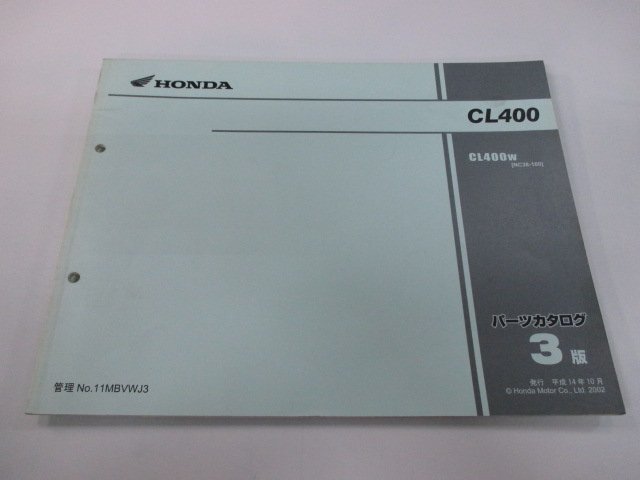 HONDA
CL400
CL400W
[NC38-100]
パーツカタログ
3版
発行 平成14年10月
© Honda Motor Co., Ltd. 2002
管理 No.11MBVWJ3